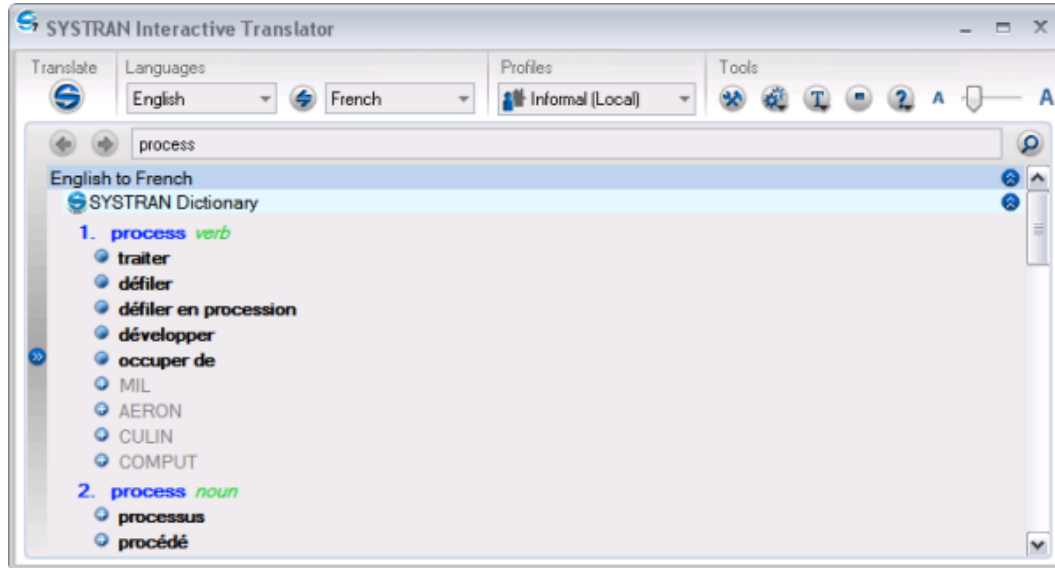 SYSTRAN Interactive Translator
Translate Languages Profiles Tools
English French Informal (Local) T ? A A
process
English to French
SYSTRAN Dictionary
1. process verb
traiter
défiler
défiler en procession
développer
occuper de
MIL
AERON
CULIN
COMPUT
2. process noun
processus
procédé